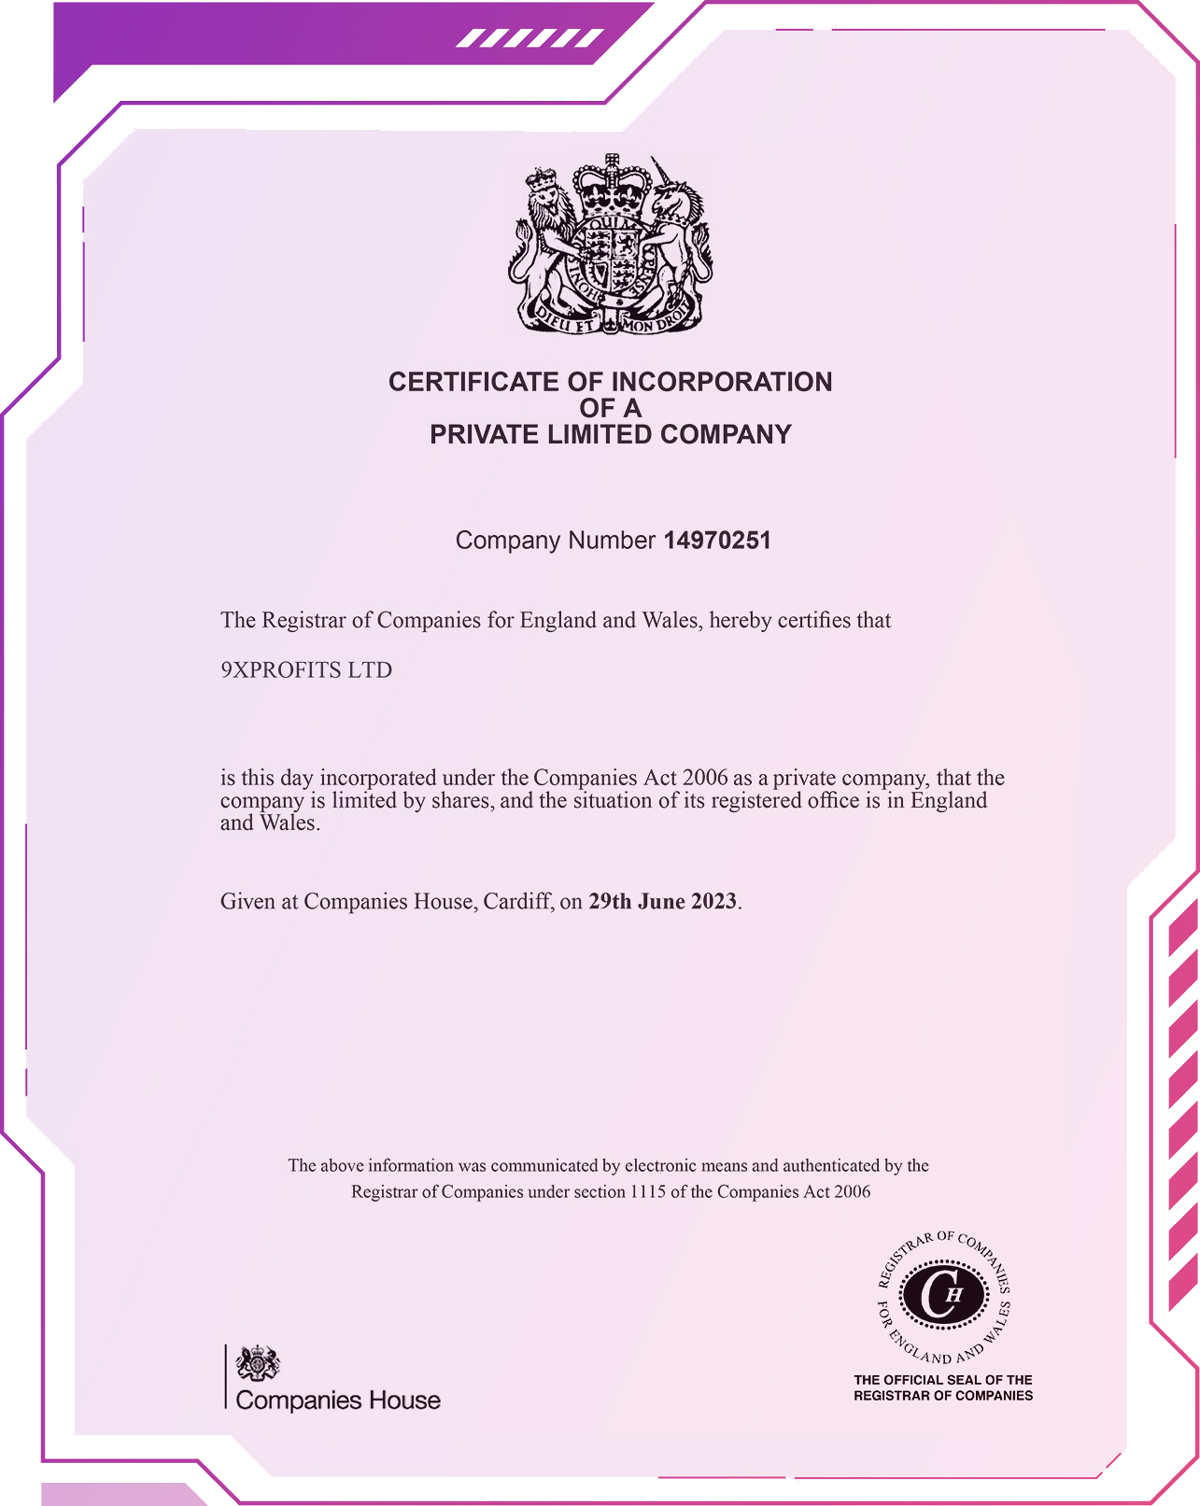 QUI M
HONI S
PENSE
DIEU ET MON DROIT
CERTIFICATE OF INCORPORATION
OF A
PRIVATE LIMITED COMPANY
Company Number 14970251
The Registrar of Companies for England and Wales, hereby certifies that
9XPROFITS LTD
is this day incorporated under the Companies Act 2006 as a private company, that the
company is limited by shares, and the situation of its registered office is in England
and Wales.
Given at Companies House, Cardiff, on 29th June 2023.
The above information was communicated by electronic means and authenticated by the
Registrar of Companies under section 1115 of the Companies Act 2006
REGISTRAR OF COMPANIES
FOR ENGLAND AND WALES
CH
THE OFFICIAL SEAL OF THE
REGISTRAR OF COMPANIES
Companies House